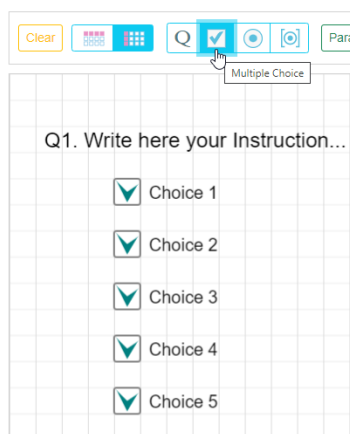 Clear
Q
Para
Multiple Choice
Q1. Write here your Instruction...
Choice 1
Choice 2
Choice 3
Choice 4
Choice 5